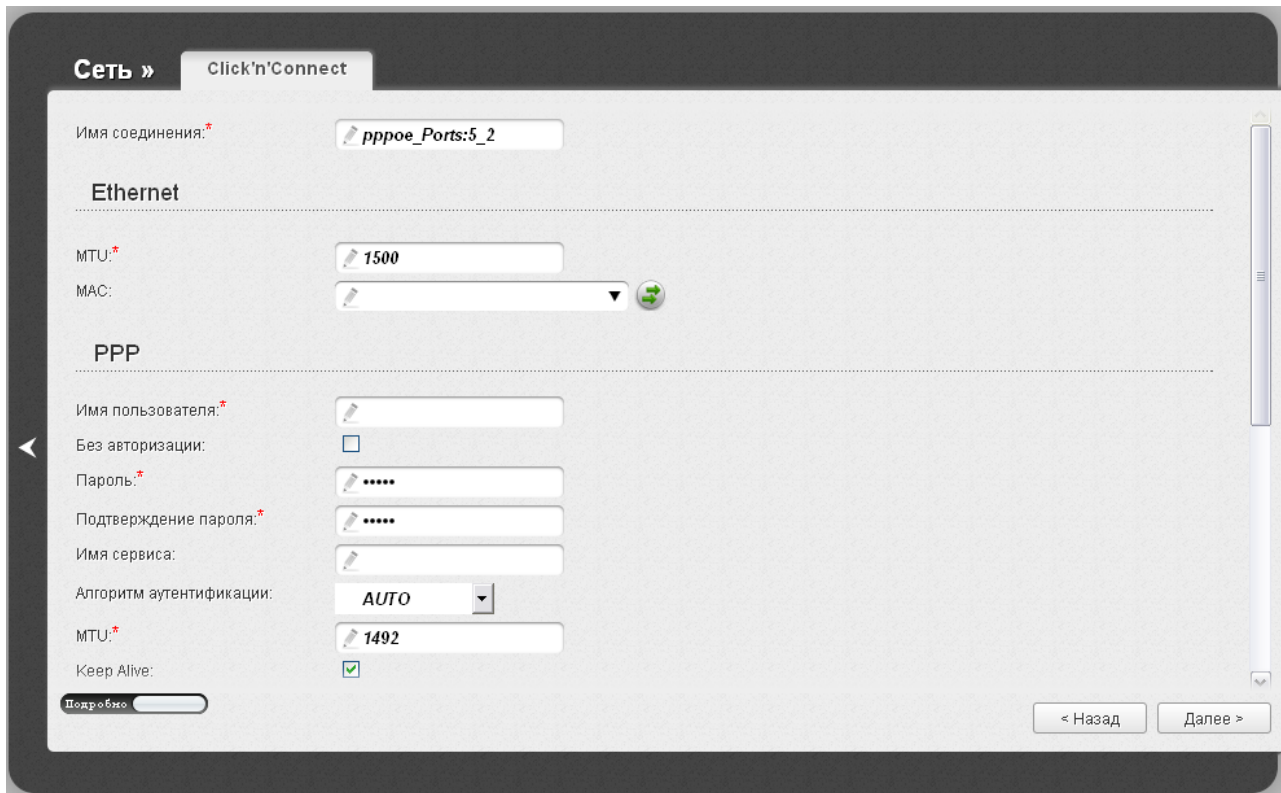 Сеть »
Click'n'Connect
Имя соединения:*
pppoe_Ports:5_2
Ethernet
MTU:*
1500
MAC:
PPP
Имя пользователя:*
Без авторизации:
Пароль:*
•••••
Подтверждение пароля:*
•••••
Имя сервиса:
Алгоритм аутентификации:
AUTO
MTU:*
1492
Keep Alive:
Подробно
< Назад
Далее >